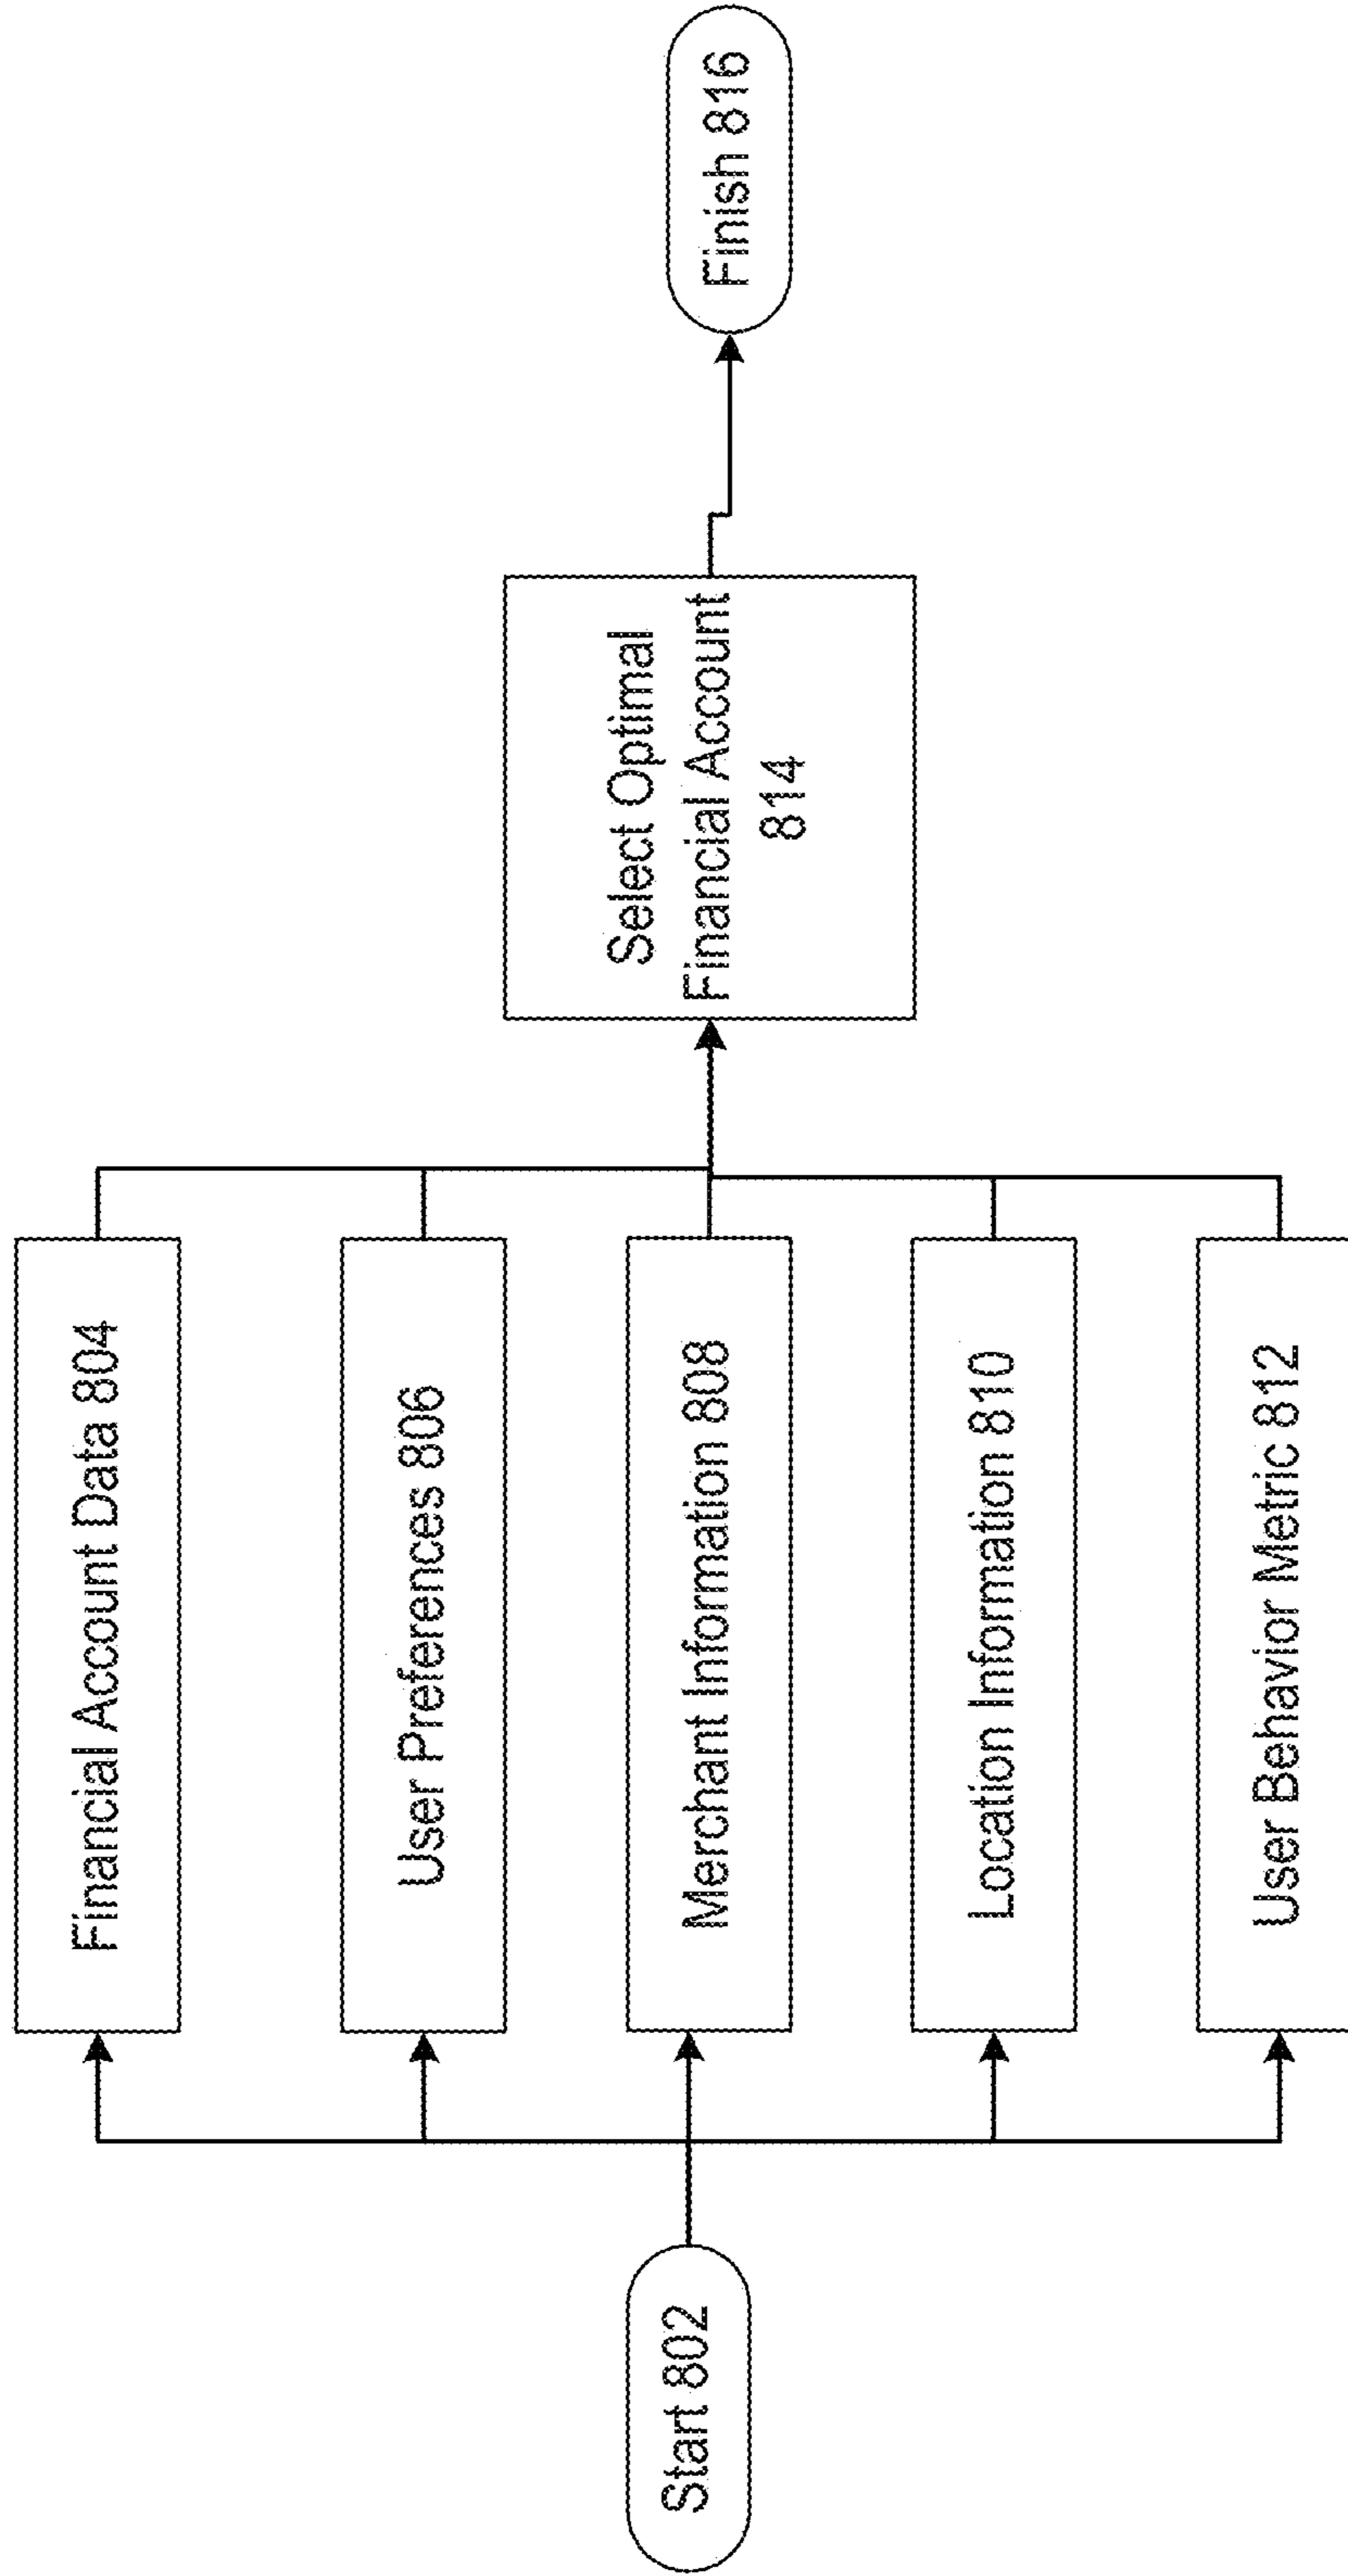 Start 802
Financial Account Data 804
User Preferences 806
Merchant Information 808
Location Information 810
User Behavior Metric 812
Select Optimal
Financial Account
814
Finish 816